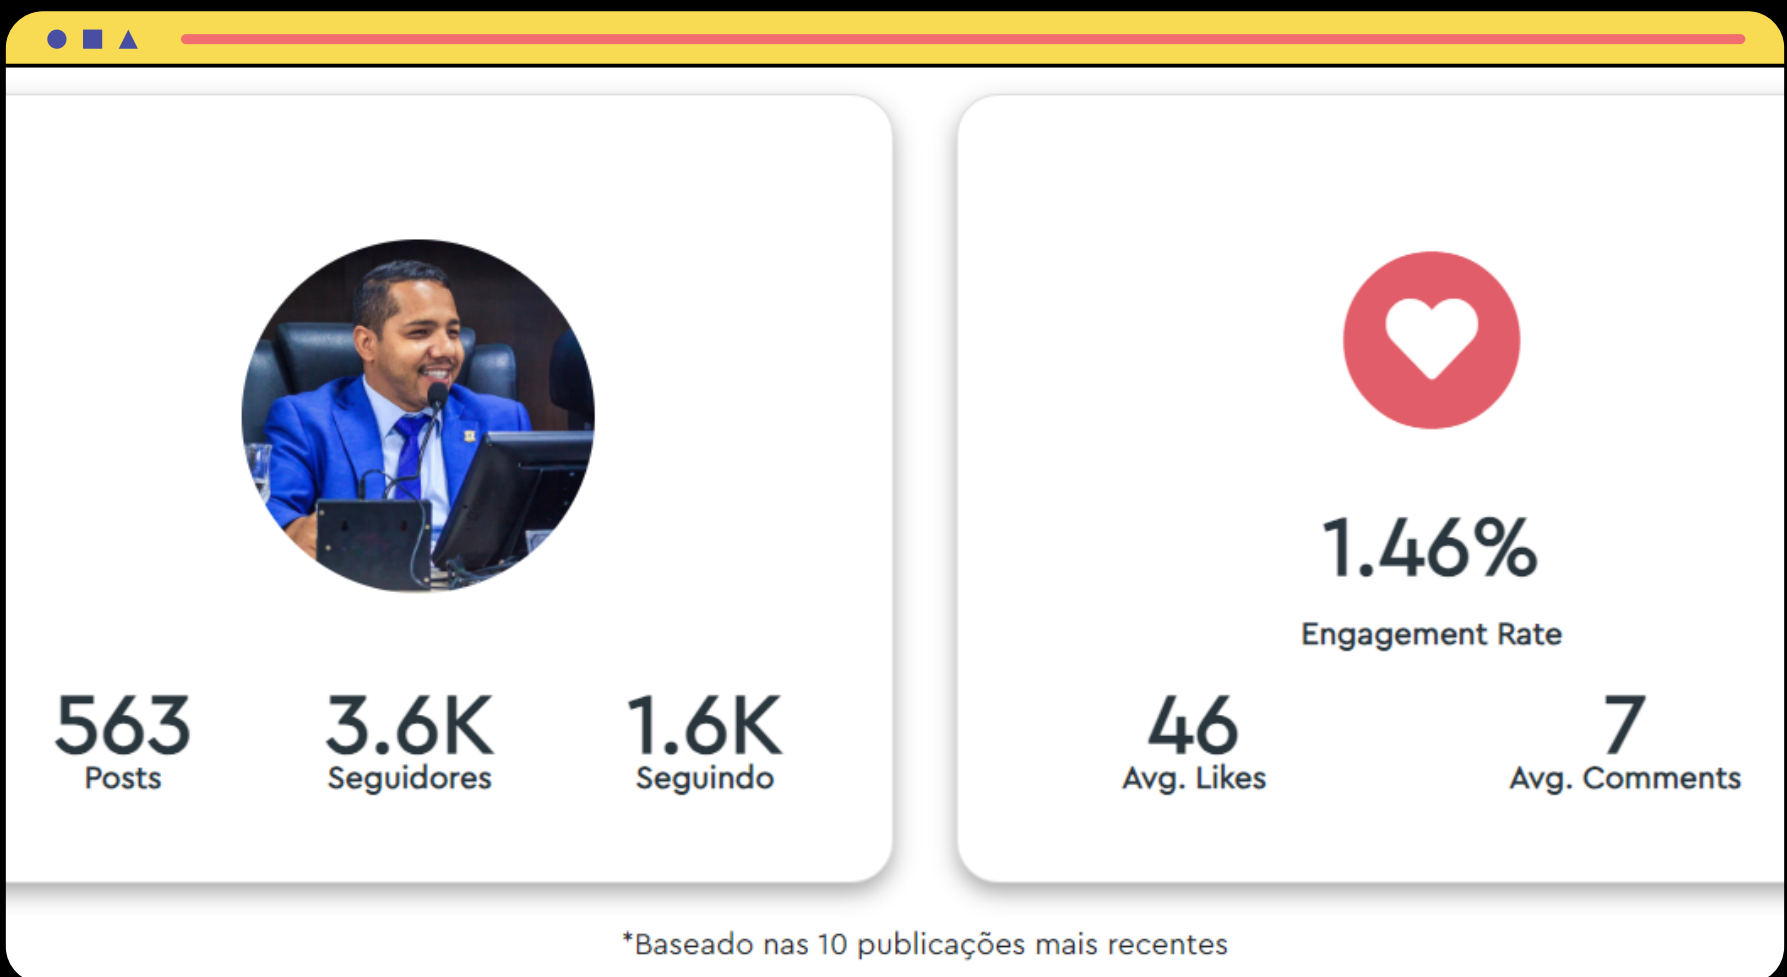 563
Posts
3.6K
Seguidores
1.6K
Seguindo
1.46%
Engagement Rate
46
Avg. Likes
7
Avg. Comments
*Baseado nas 10 publicações mais recentes